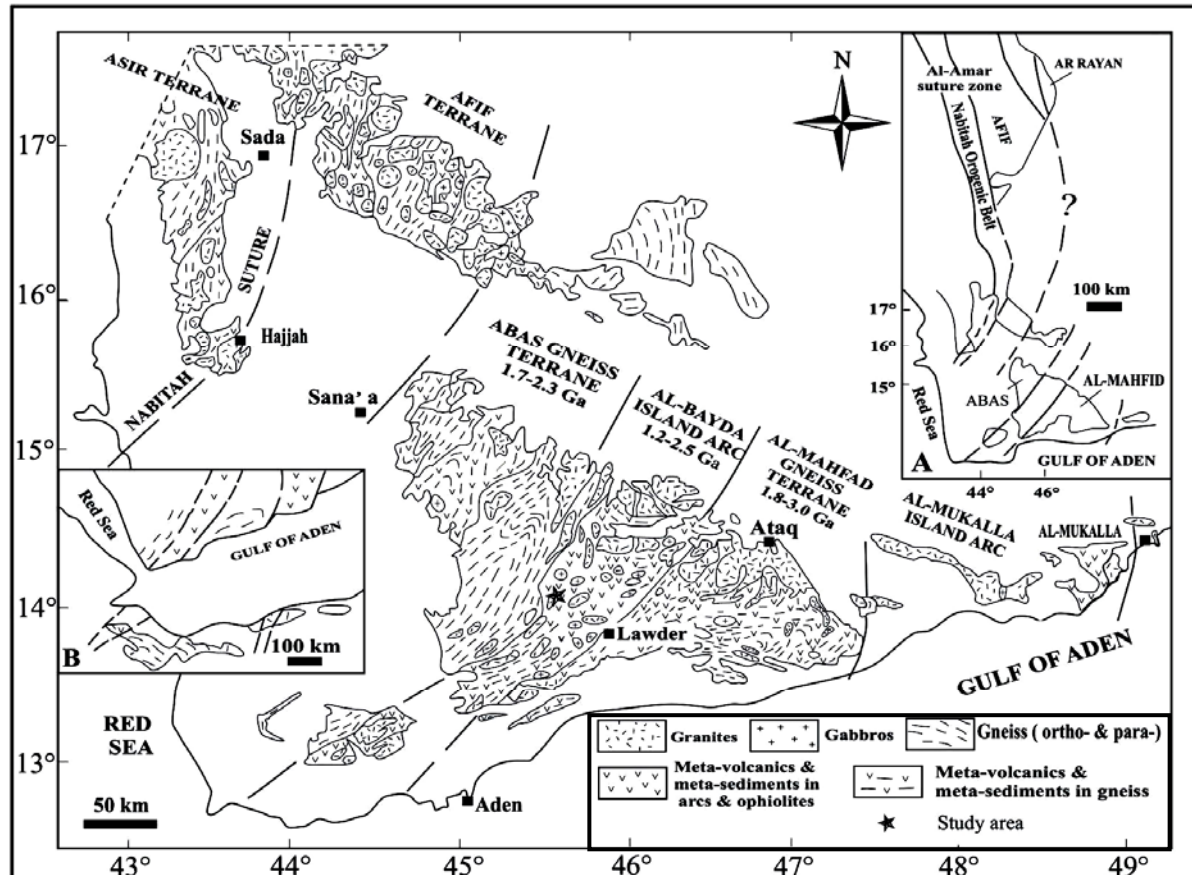 ASIR TERRANE
AFIF
TERRANE
N
Sada
SUTURE
Hajjah
NABITAH
Sana' a
ABAS GNEISS
TERRANE
1.7-2.3 Ga
AL-BAYDA
ISLAND ARC
1.2-2.5 Ga
AL-MAHFAD
GNEISS
TERRANE
1.8-3.0 Ga
Ataq
AL-MUKALLA
ISLAND ARC
AL-MUKALLA
Lawder
GULF OF ADEN
RED
SEA
Aden
50 km
17°
16°
15°
14°
13°
43°
44°
45°
46°
47°
48°
49°
AR RAYAN
Al-Amar
suture zone
Nabitah Orogenic Belt
AFIF
?
100 km
17°
16°
15°
AL-MAHFID
ABAS
Red Sea
A
GULF OF ADEN
44°
46°
Red Sea
GULF OF ADEN
B
100 km
Granites
Gabbros
Gneiss ( ortho- & para-)
Meta-volcanics &
meta-sediments in
arcs & ophiolites
Meta-volcanics &
meta-sediments in gneiss
Study area